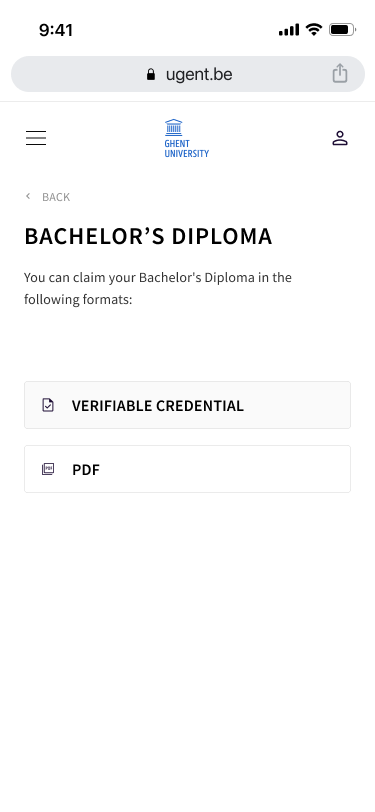 9:41
ugent.be
GHENT
UNIVERSITY
BACK
BACHELOR’S DIPLOMA
You can claim your Bachelor's Diploma in the
following formats:
VERIFIABLE CREDENTIAL
PDF
PDF